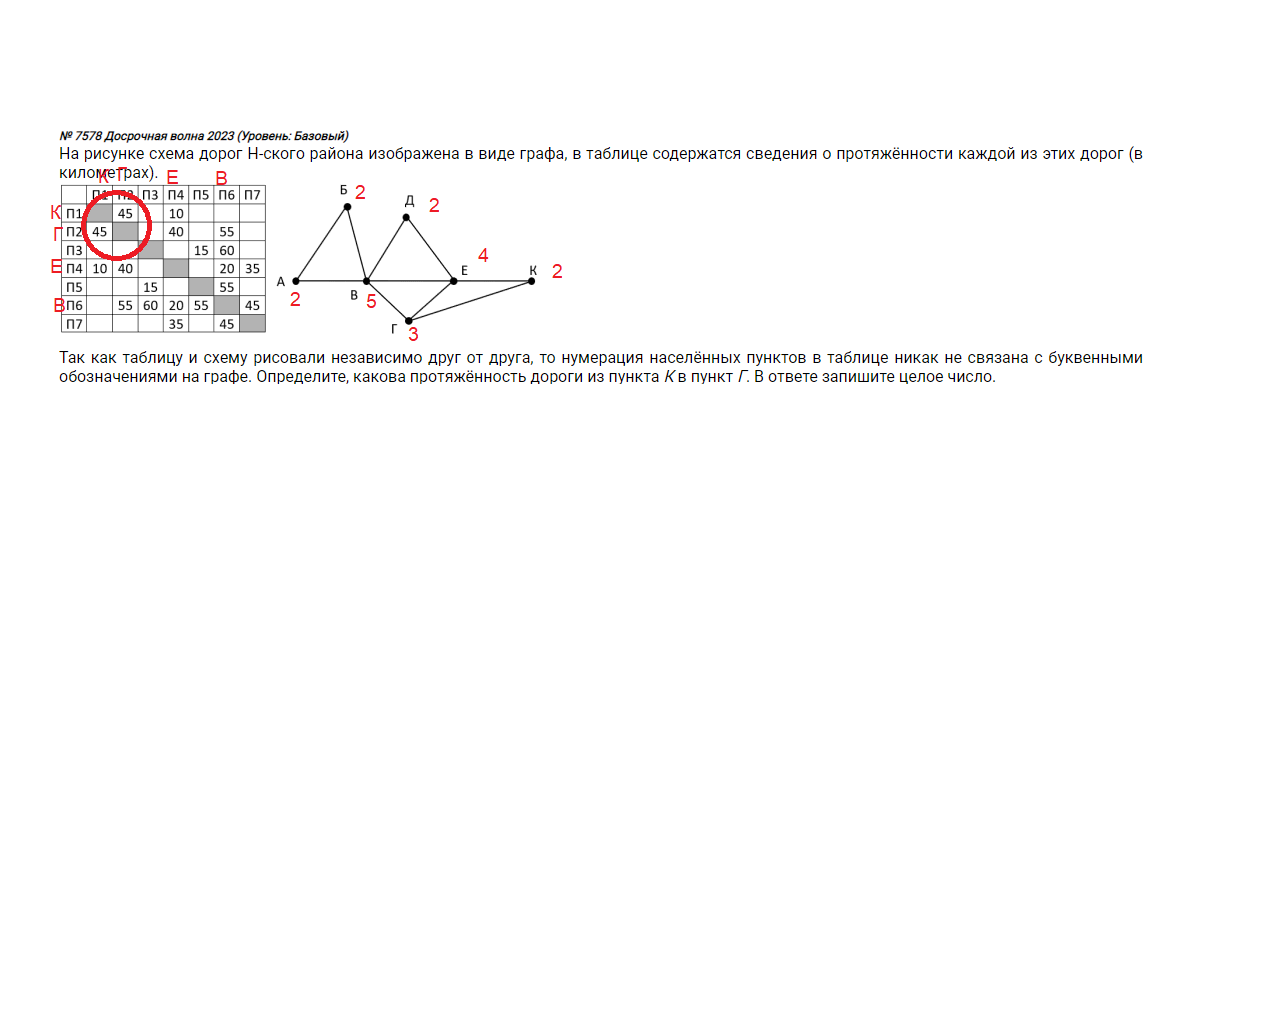 № 7578 Досрочная волна 2023 (Уровень: Базовый)
На рисунке схема дорог Н-ского района изображена в виде графа, в таблице содержатся сведения о протяжённости каждой из этих дорог (в
километрах).
К Г Е В
П1 П2 П3 П4 П5 П6 П7
К П1 45 10
Г П2 45 40 55
П3 15 60
Е П4 10 40 20 35
П5 15 55
В П6 55 60 20 55 45
П7 35 45
Б 2
Д 2
4
А Е К 2
2 В 5
Г 3
Так как таблицу и схему рисовали независимо друг от друга, то нумерация населённых пунктов в таблице никак не связана с буквенными
обозначениями на графе. Определите, какова протяжённость дороги из пункта К в пункт Г. В ответе запишите целое число.